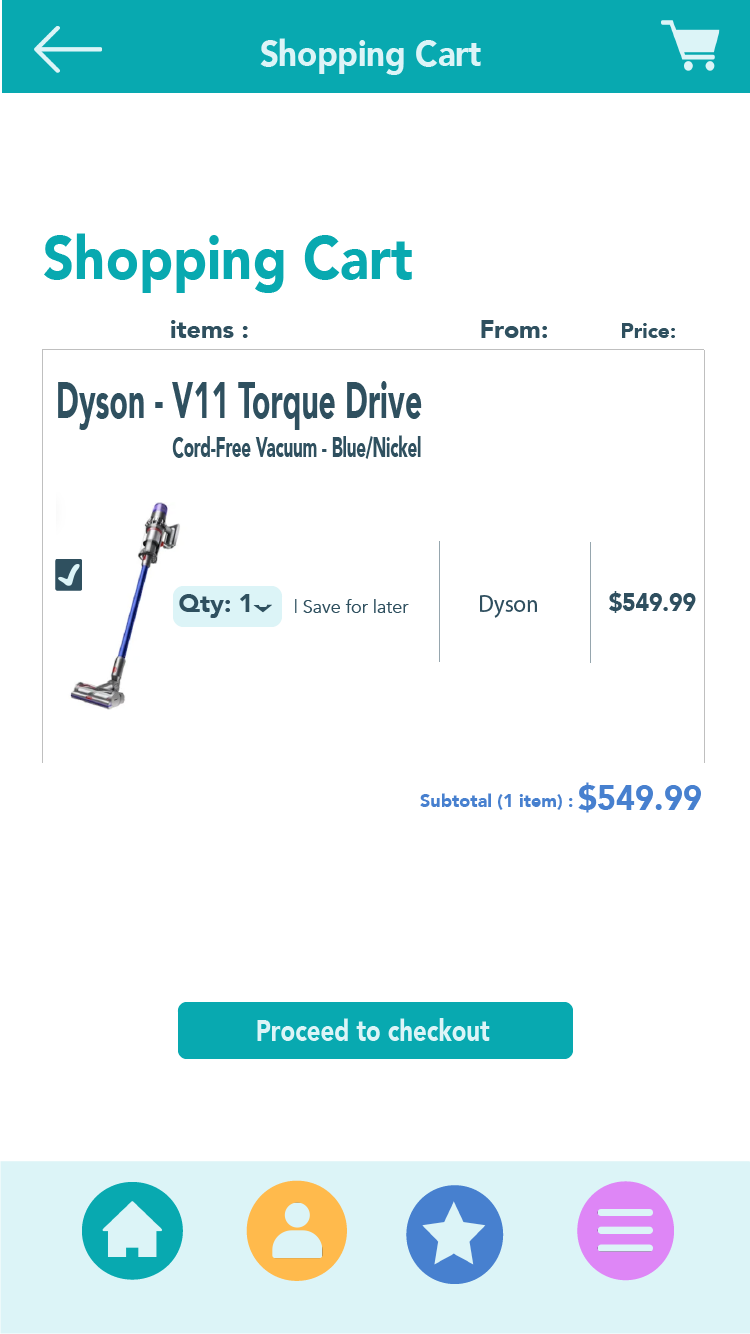 Shopping Cart
Shopping Cart
items : From: Price:
Dyson - V11 Torque Drive
Cord-Free Vacuum - Blue/Nickel
Qty: 1 | Save for later Dyson $549.99
Subtotal (1 item) : $549.99
Proceed to checkout